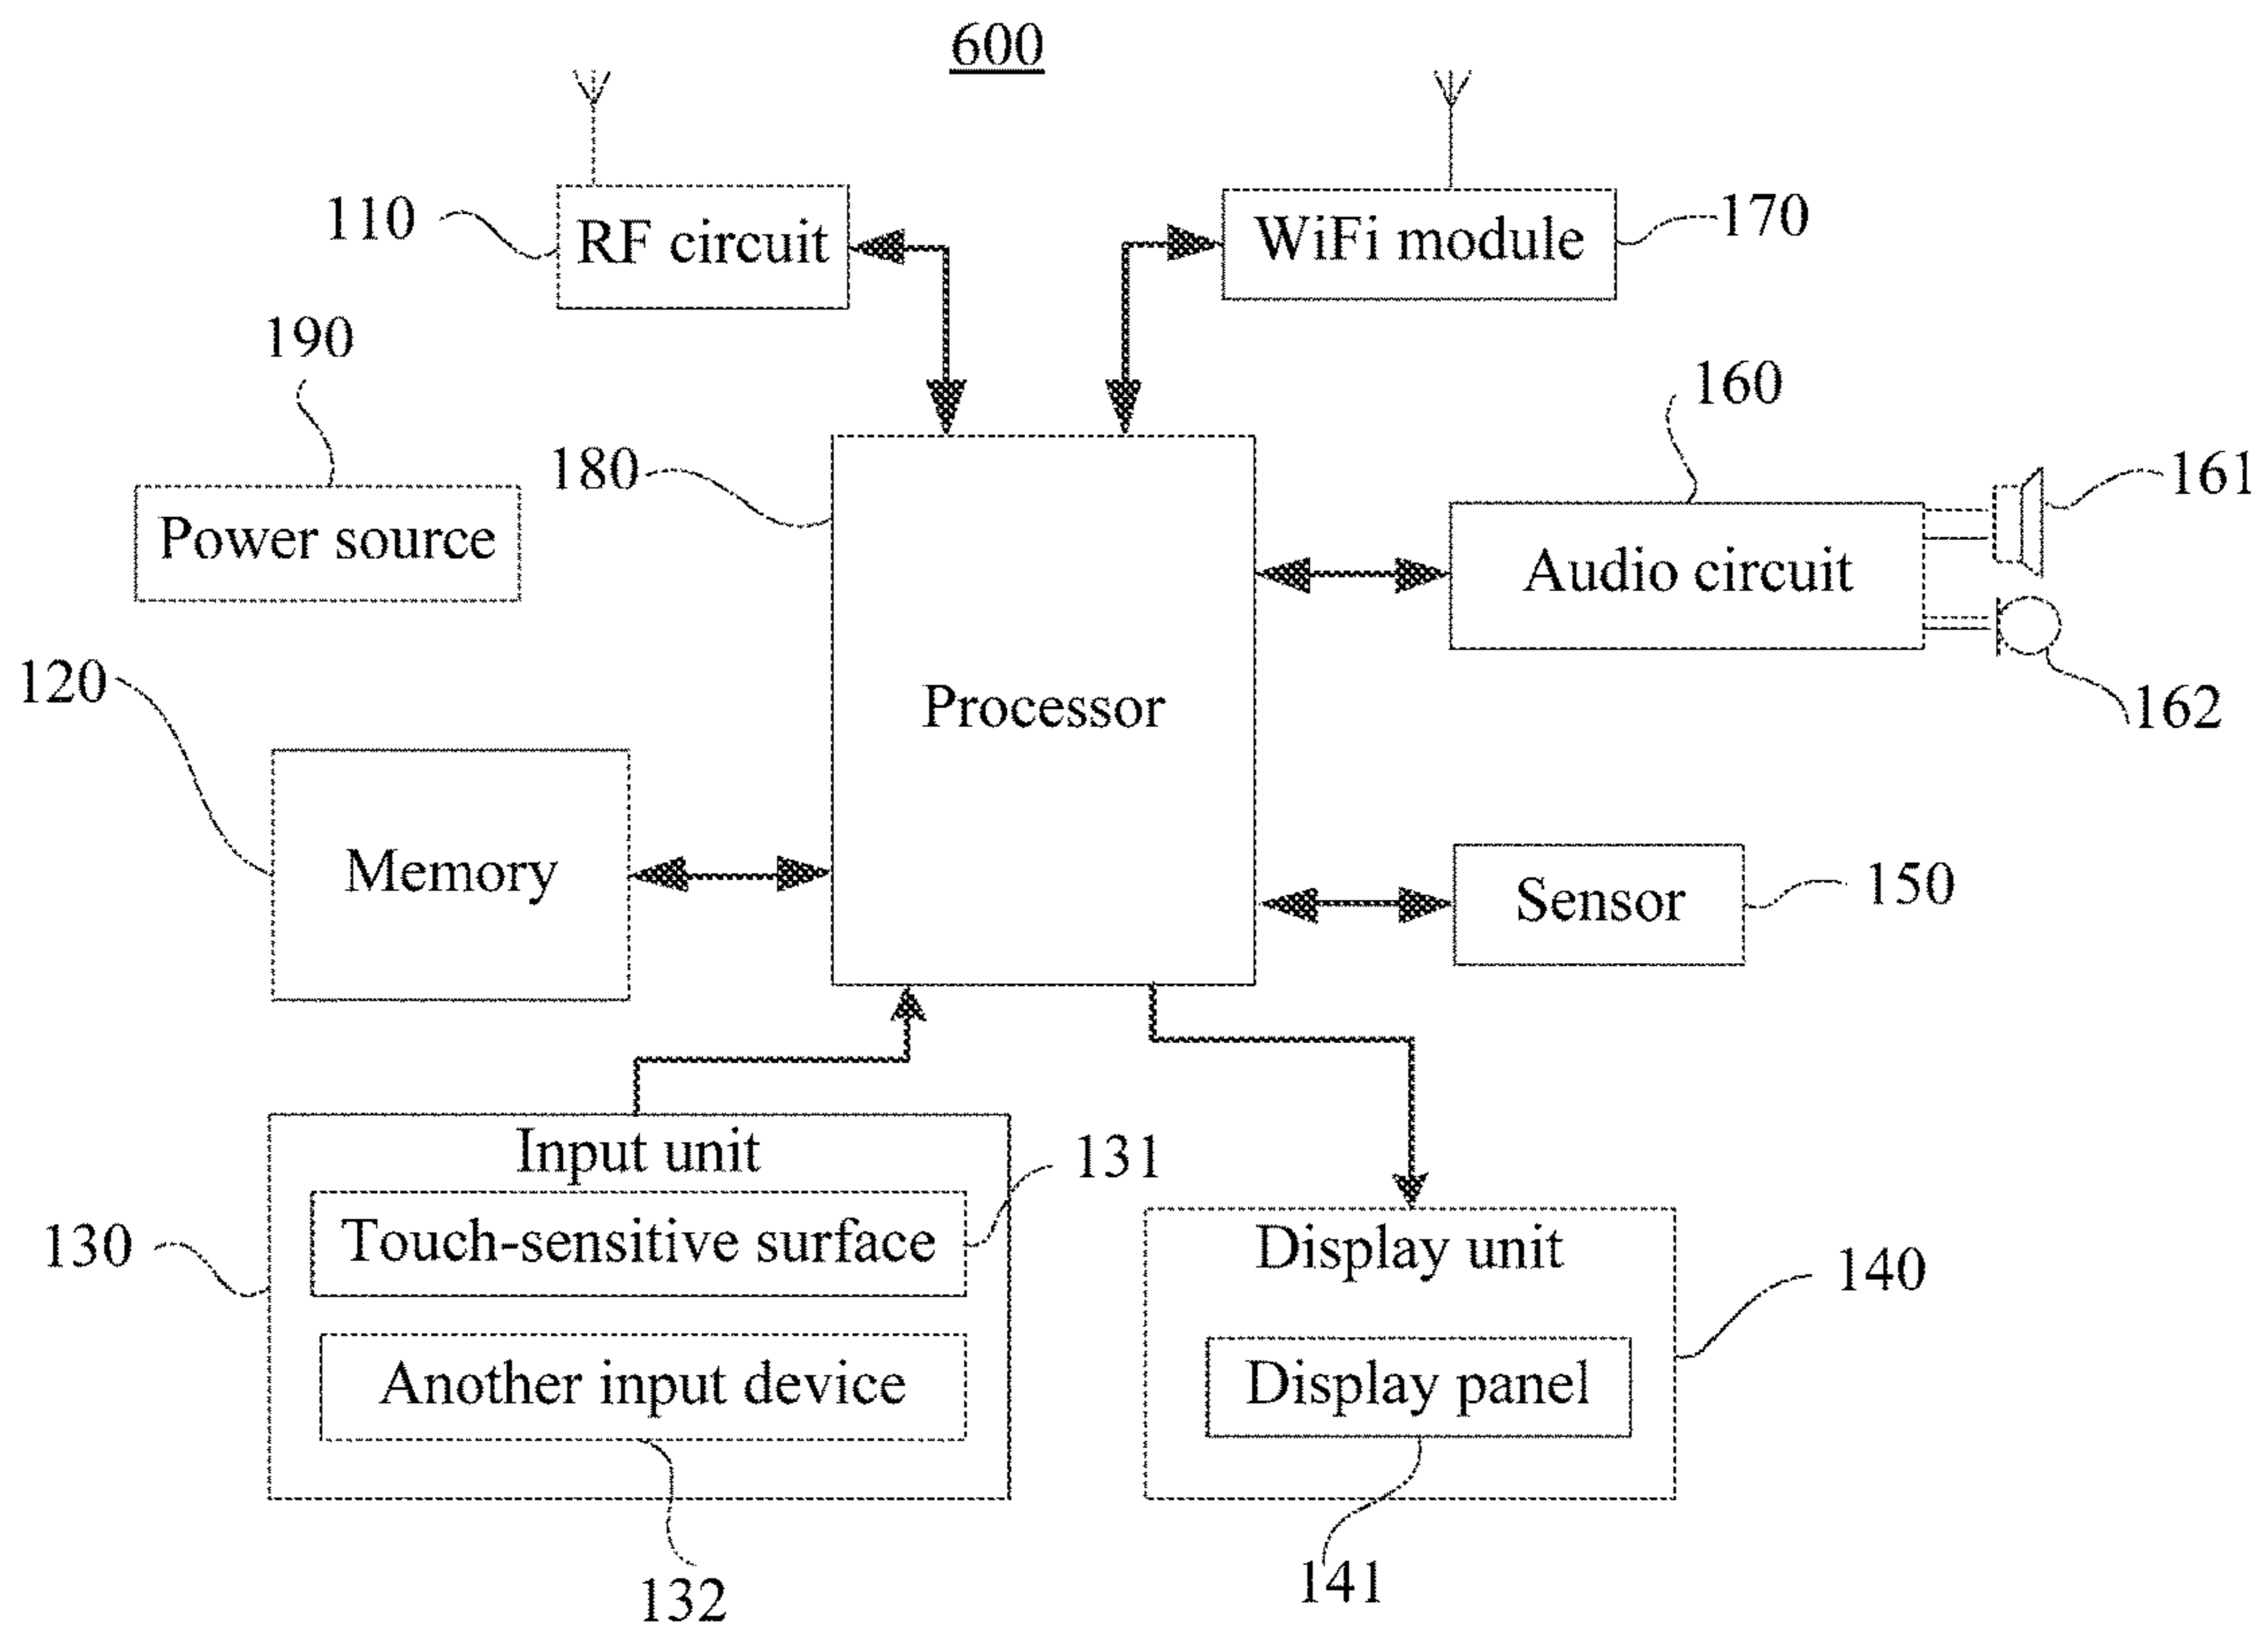 600
110
RF circuit
WiFi module
170
190
160
180
161
Power source
Audio circuit
120
Processor
162
Memory
Sensor
150
Input unit
131
130
Touch-sensitive surface
Display unit
140
Another input device
Display panel
132
141